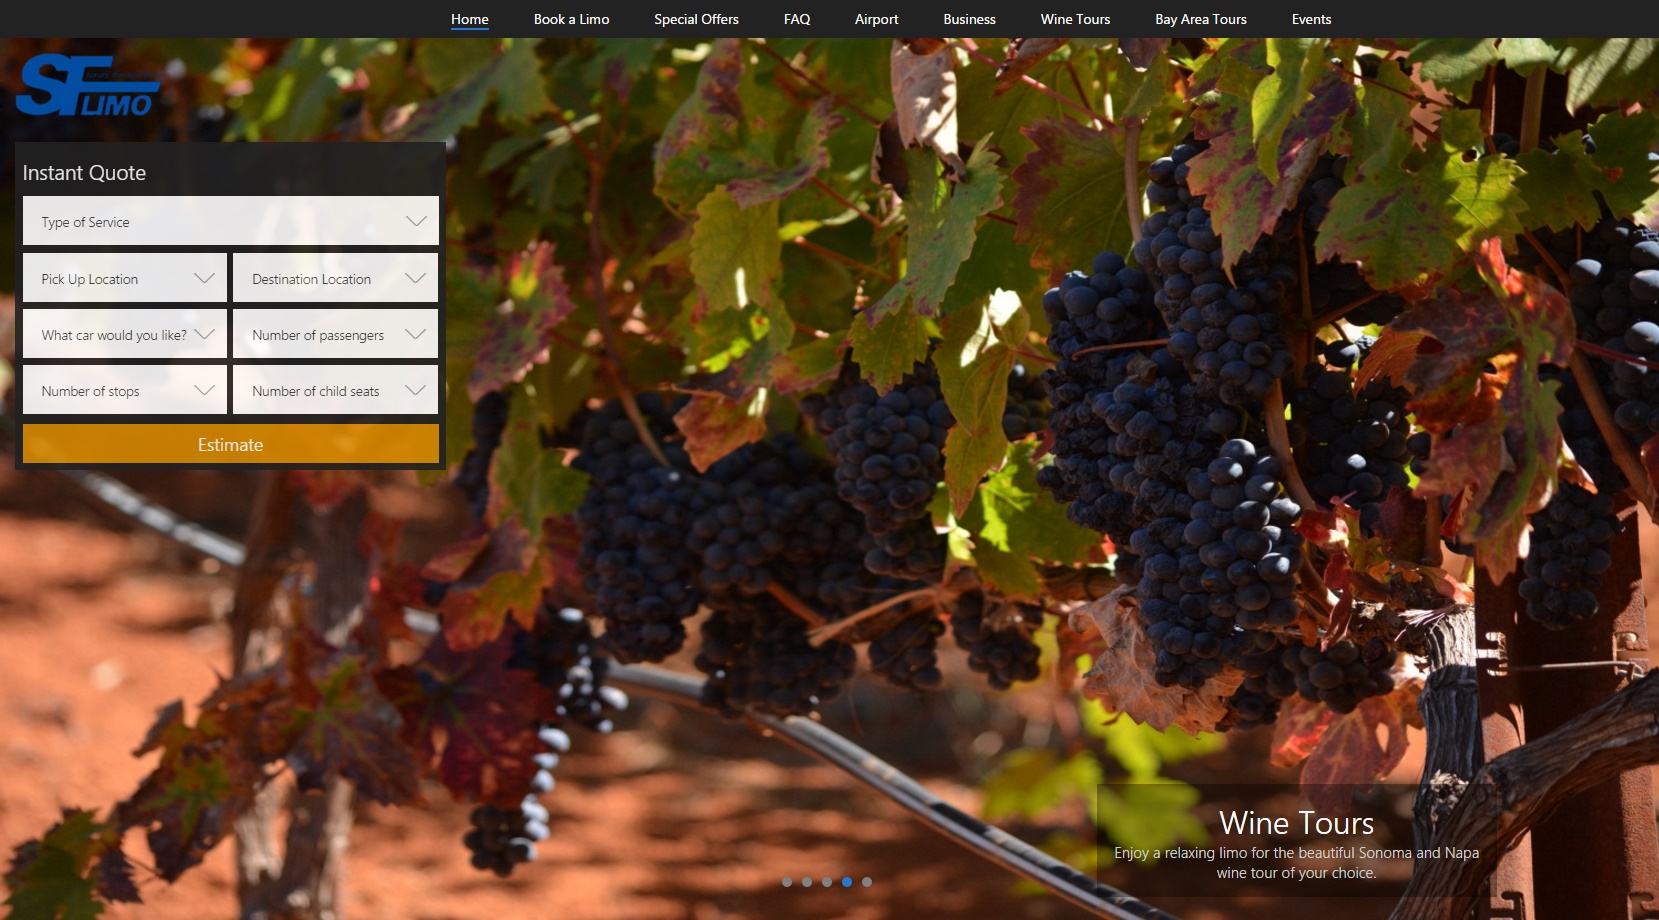 Home Book a Limo Special Offers FAQ Airport Business Wine Tours Bay Area Tours Events
SF
LIMO
Instant Quote
Type of Service
Pick Up Location Destination Location
What car would you like? Number of passengers
Number of stops Number of child seats
Estimate
Wine Tours
Enjoy a relaxing limo for the beautiful Sonoma and Napa
wine tour of your choice.